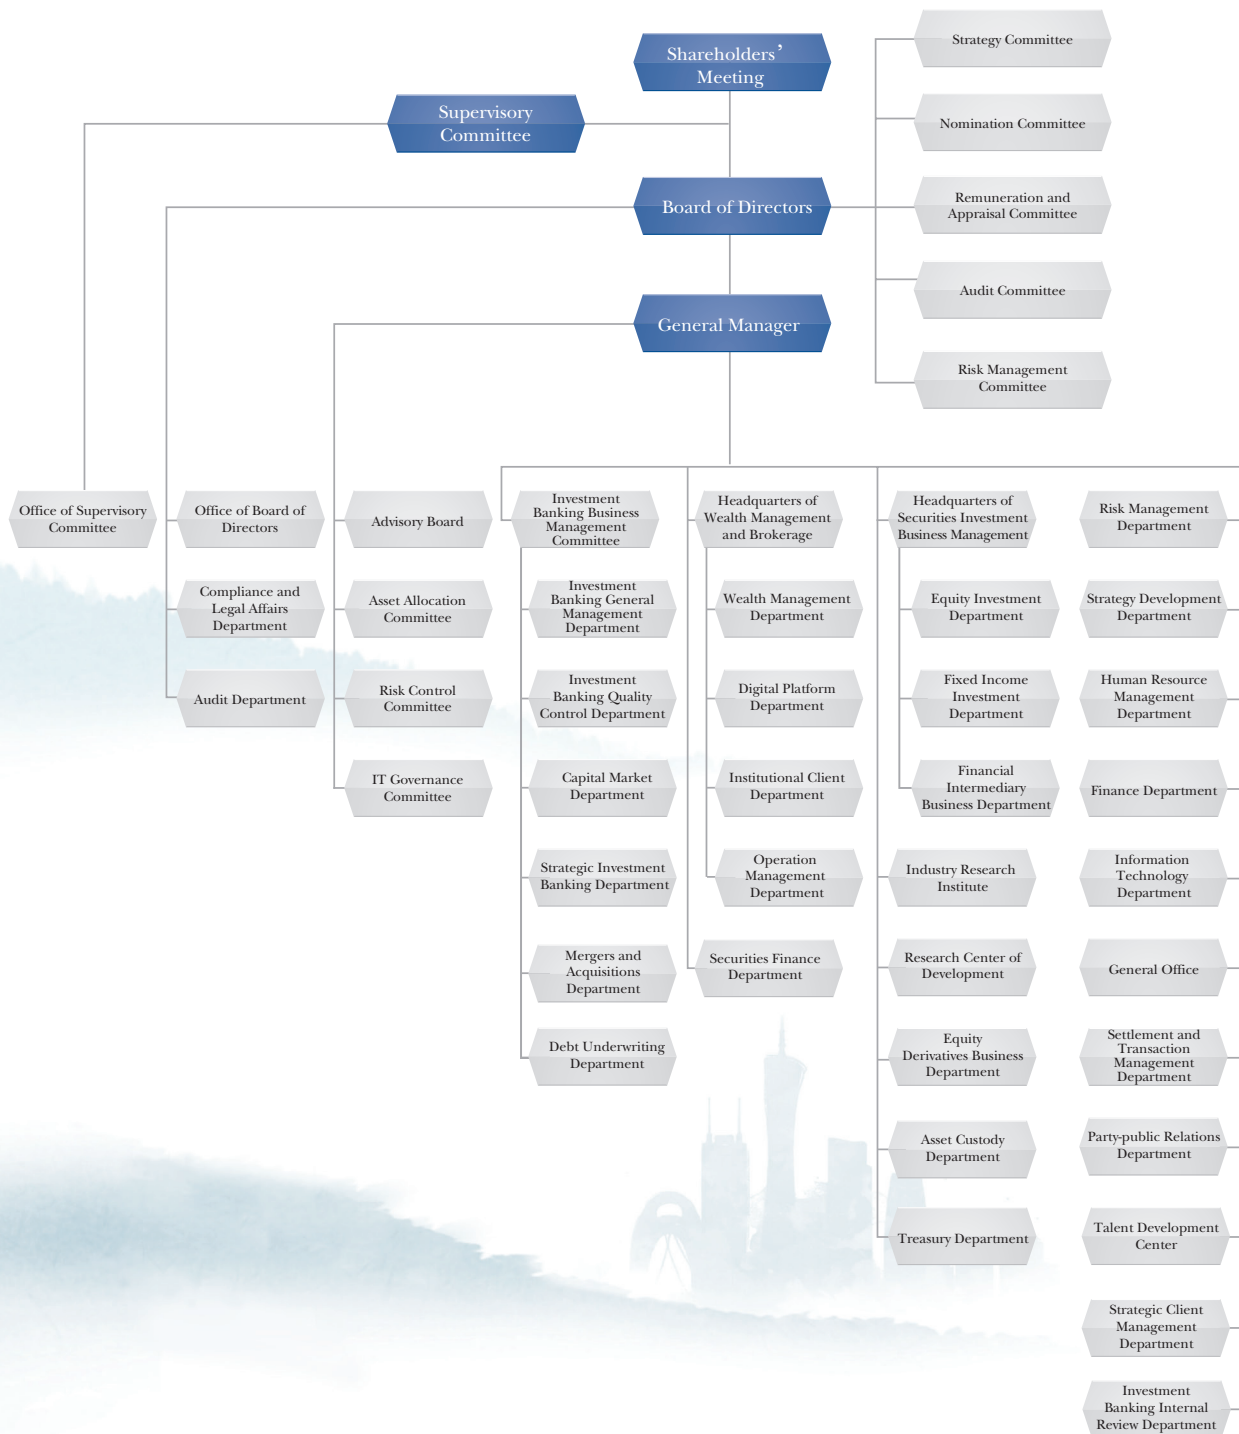 Shareholders’
Meeting
Supervisory
Committee
Board of Directors
General Manager
Strategy Committee
Nomination Committee
Remuneration and
Appraisal Committee
Audit Committee
Risk Management
Committee
Office of Supervisory
Committee
Office of Board of
Directors
Compliance and
Legal Affairs
Department
Audit Department
Advisory Board
Asset Allocation
Committee
Risk Control
Committee
IT Governance
Committee
Investment
Banking Business
Management
Committee
Investment
Banking General
Management
Department
Investment
Banking Quality
Control Department
Capital Market
Department
Strategic Investment
Banking Department
Mergers and
Acquisitions
Department
Debt Underwriting
Department
Headquarters of
Wealth Management
and Brokerage
Wealth Management
Department
Digital Platform
Department
Institutional Client
Department
Operation
Management
Department
Securities Finance
Department
Headquarters of
Securities Investment
Business Management
Equity Investment
Department
Fixed Income
Investment
Department
Financial
Intermediary
Business Department
Industry Research
Institute
Research Center of
Development
Equity
Derivatives Business
Department
Asset Custody
Department
Treasury Department
Risk Management
Department
Strategy Development
Department
Human Resource
Management
Department
Finance Department
Information
Technology
Department
General Office
Settlement and
Transaction
Management
Department
Party-public Relations
Department
Talent Development
Center
Strategic Client
Management
Department
Investment
Banking Internal
Review Department